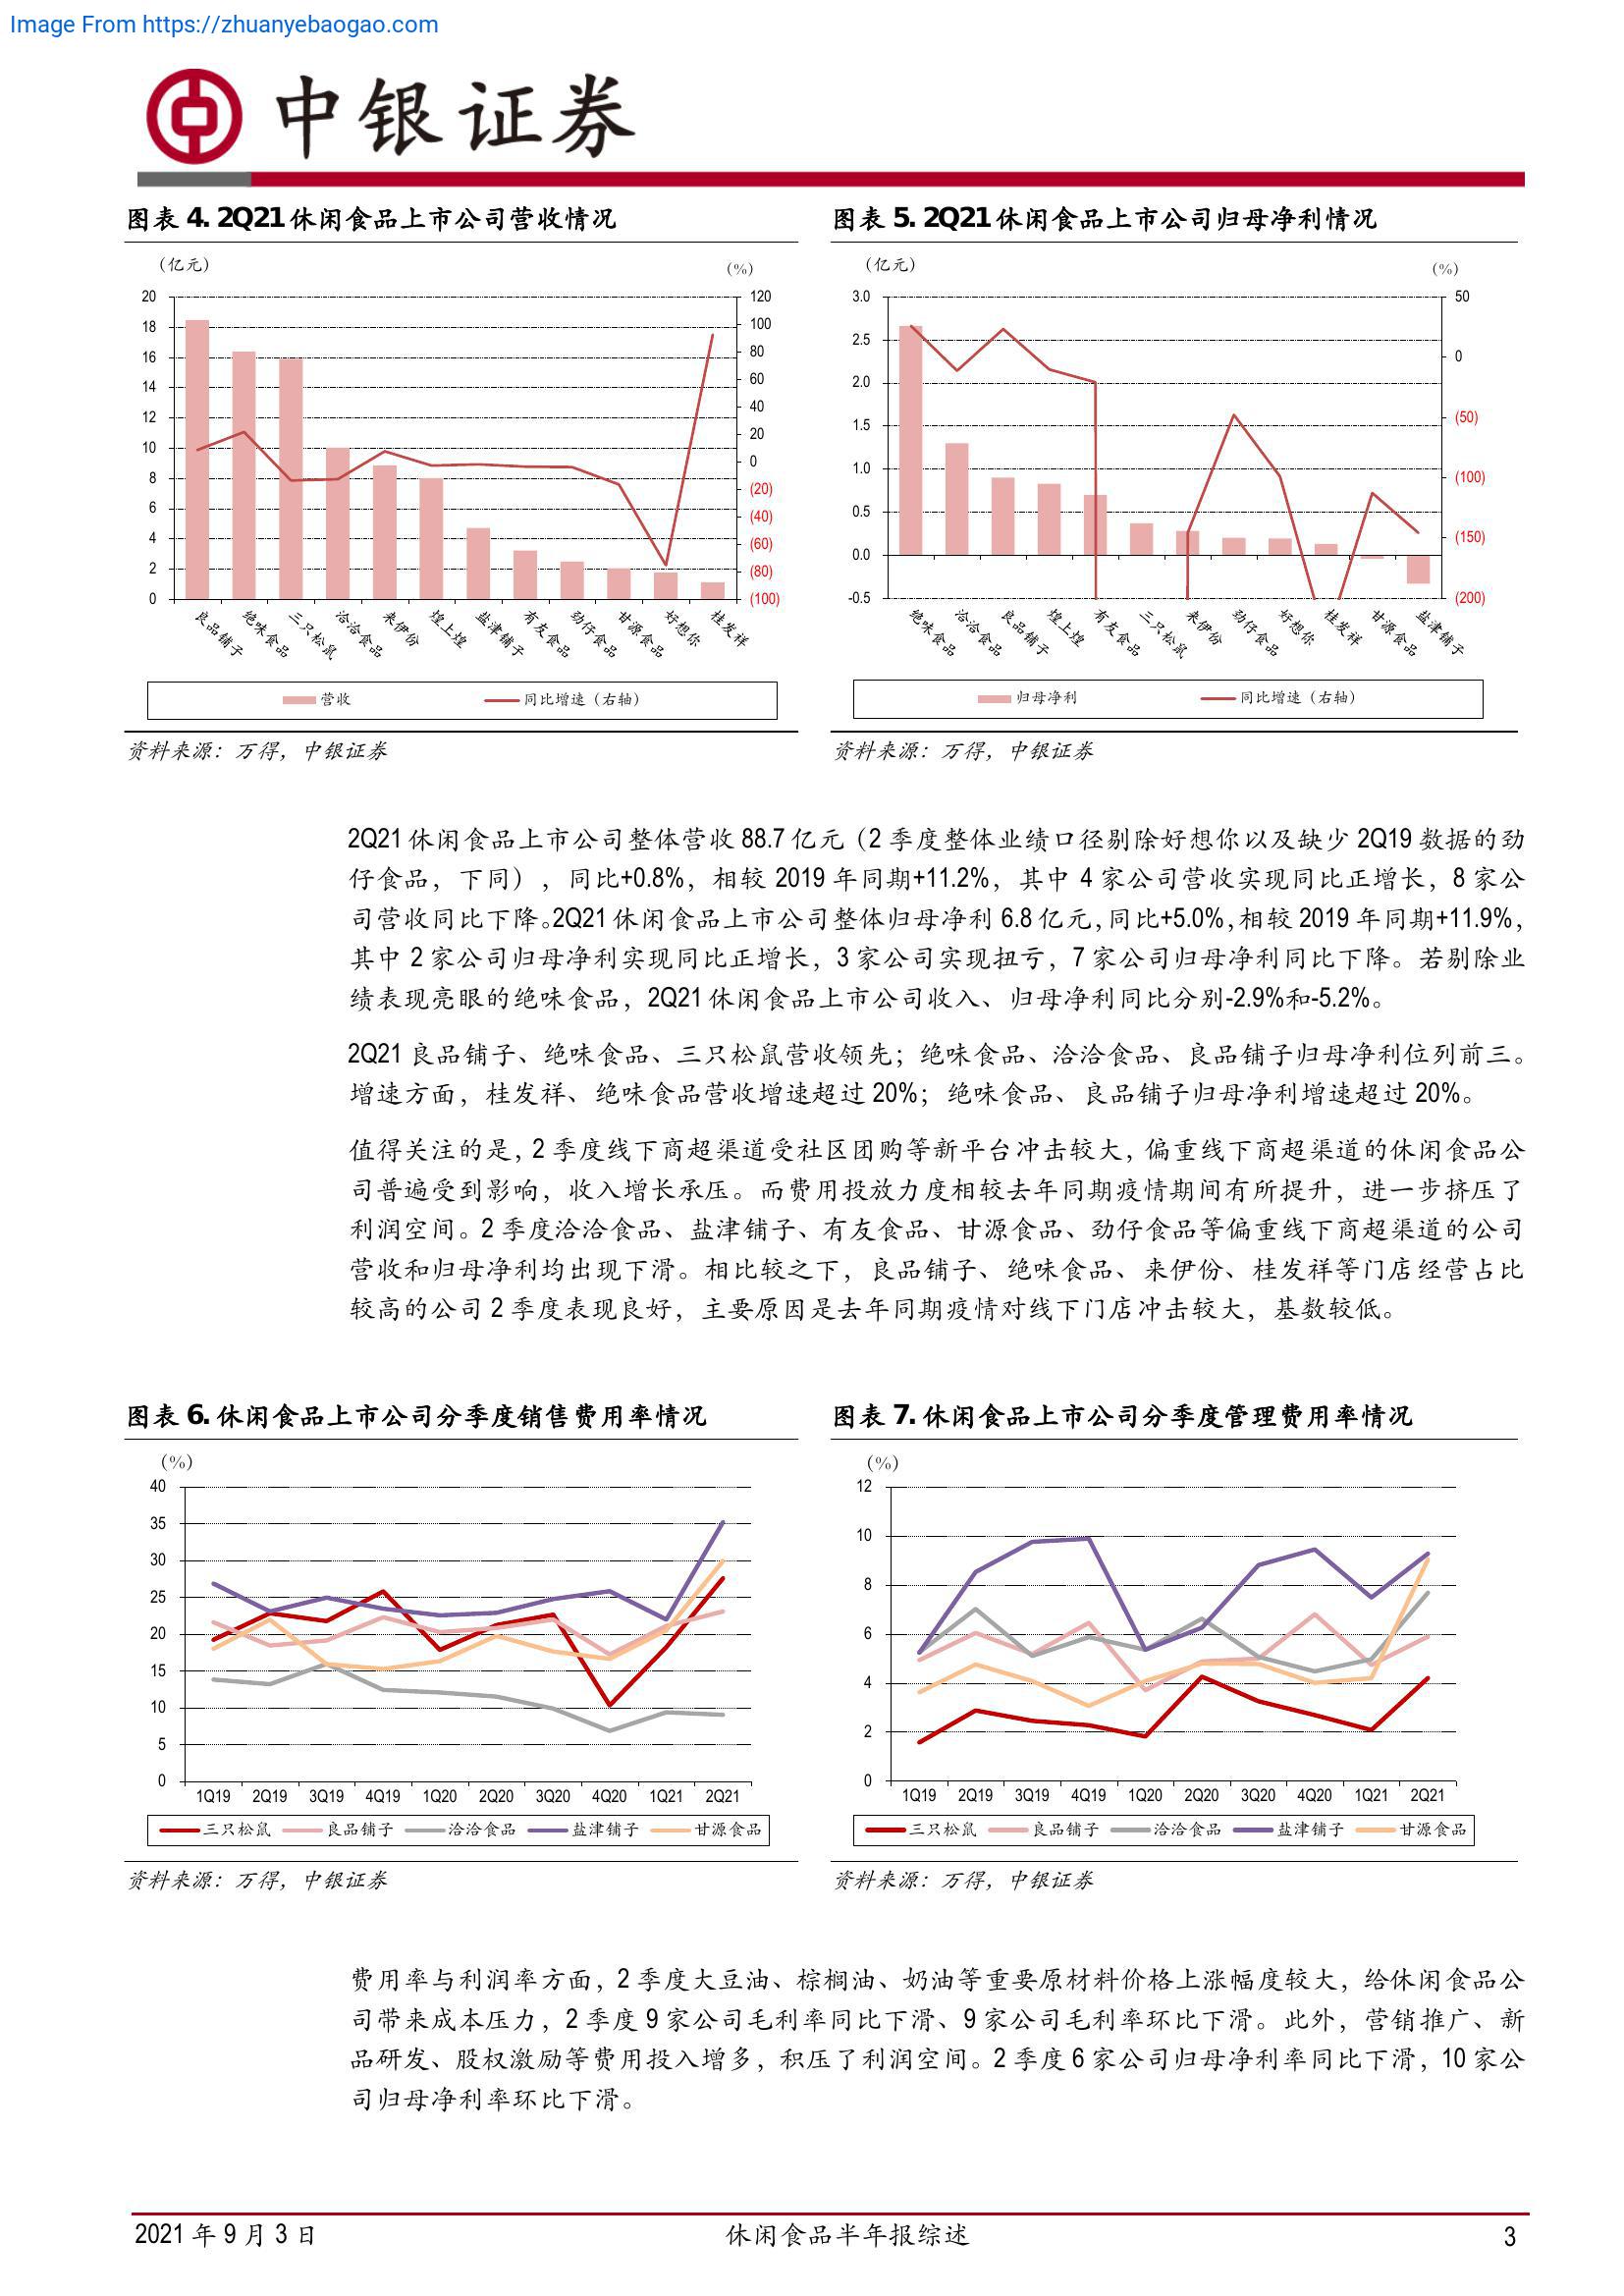 Image From https://zhuanyebaogao.com
中银证券
图表 4. 2Q21 休闲食品上市公司营收情况
(亿元)
(%)
20
18
16
14
12
10
8
6
4
2
0
120
100
80
60
40
20
0
(20)
(40)
(60)
(80)
(100)
良品铺子
绝味食品
三只松鼠
洽洽食品
来伊份
煌上煌
盐津铺子
有友食品
劲仔食品
甘源食品
好想你
桂发祥
营收
同比增速（右轴）
资料来源：万得，中银证券
图表 5. 2Q21 休闲食品上市公司归母净利情况
(亿元)
(%)
3.0
2.5
2.0
1.5
1.0
0.5
0.0
-0.5
50
0
(50)
(100)
(150)
(200)
绝味食品
洽洽食品
良品铺子
煌上煌
有友食品
三只松鼠
来伊份
劲仔食品
好想你
桂发祥
甘源食品
盐津铺子
归母净利
同比增速（右轴）
资料来源：万得，中银证券
2Q21 休闲食品上市公司整体营收 88.7 亿元（2 季度整体业绩口径剔除好想你以及缺少 2Q19 数据的劲
仔食品，下同），同比+0.8%，相较 2019 年同期+11.2%，其中 4 家公司营收实现同比正增长，8 家公
司营收同比下降。2Q21 休闲食品上市公司整体归母净利 6.8 亿元，同比+5.0%，相较 2019 年同期+11.9%，
其中 2 家公司归母净利实现同比正增长，3 家公司实现扭亏，7 家公司归母净利同比下降。若剔除业
绩表现亮眼的绝味食品，2Q21 休闲食品上市公司收入、归母净利同比分别-2.9%和-5.2%。
2Q21 良品铺子、绝味食品、三只松鼠营收领先；绝味食品、洽洽食品、良品铺子归母净利位列前三。
增速方面，桂发祥、绝味食品营收增速超过 20%；绝味食品、良品铺子归母净利增速超过 20%。
值得关注的是，2 季度线下商超渠道受社区团购等新平台冲击较大，偏重线下商超渠道的休闲食品公
司普遍受到影响，收入增长承压。而费用投放力度相较去年同期疫情期间有所提升，进一步挤压了
利润空间。2 季度洽洽食品、盐津铺子、有友食品、甘源食品、劲仔食品等偏重线下商超渠道的公司
营收和归母净利均出现下滑。相比较之下，良品铺子、绝味食品、来伊份、桂发祥等门店经营占比
较高的公司 2 季度表现良好，主要原因是去年同期疫情对线下门店冲击较大，基数较低。
图表 6. 休闲食品上市公司分季度销售费用率情况
(%)
40
35
30
25
20
15
10
5
0
1Q19 2Q19 3Q19 4Q19 1Q20 2Q20 3Q20 4Q20 1Q21 2Q21
三只松鼠 良品铺子 洽洽食品 盐津铺子 甘源食品
资料来源：万得，中银证券
图表 7. 休闲食品上市公司分季度管理费用率情况
(%)
12
10
8
6
4
2
0
1Q19 2Q19 3Q19 4Q19 1Q20 2Q20 3Q20 4Q20 1Q21 2Q21
三只松鼠 良品铺子 洽洽食品 盐津铺子 甘源食品
资料来源：万得，中银证券
费用率与利润率方面，2 季度大豆油、棕榈油、奶油等重要原材料价格上涨幅度较大，给休闲食品公
司带来成本压力，2 季度 9 家公司毛利率同比下滑、9 家公司毛利率环比下滑。此外，营销推广、新
品研发、股权激励等费用投入增多，积压了利润空间。2 季度 6 家公司归母净利率同比下滑，10 家公
司归母净利率环比下滑。
2021 年 9 月 3 日
休闲食品半年报综述
3